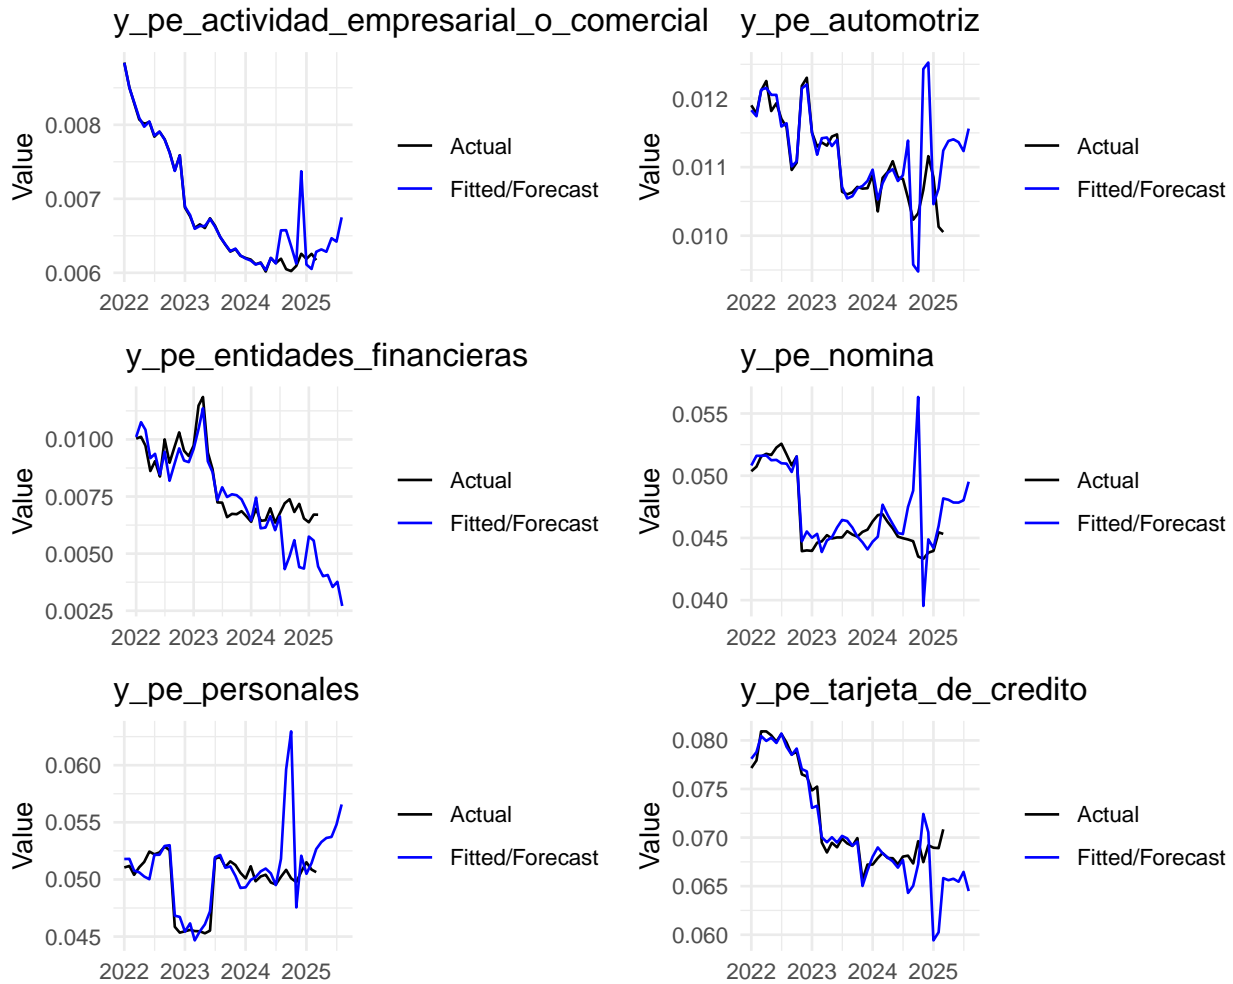 y_pe_actividad_empresarial_o_comercial
Value
0.008
0.007
0.006
2022 2023 2024 2025
Actual
Fitted/Forecast
y_pe_automotriz
Value
0.012
0.011
0.010
2022 2023 2024 2025
Actual
Fitted/Forecast
y_pe_entidades_financieras
Value
0.0100
0.0075
0.0050
0.0025
2022 2023 2024 2025
Actual
Fitted/Forecast
y_pe_nomina
Value
0.055
0.050
0.045
0.040
2022 2023 2024 2025
Actual
Fitted/Forecast
y_pe_personales
Value
0.060
0.055
0.050
0.045
2022 2023 2024 2025
Actual
Fitted/Forecast
y_pe_tarjeta_de_credito
Value
0.080
0.075
0.070
0.065
0.060
2022 2023 2024 2025
Actual
Fitted/Forecast